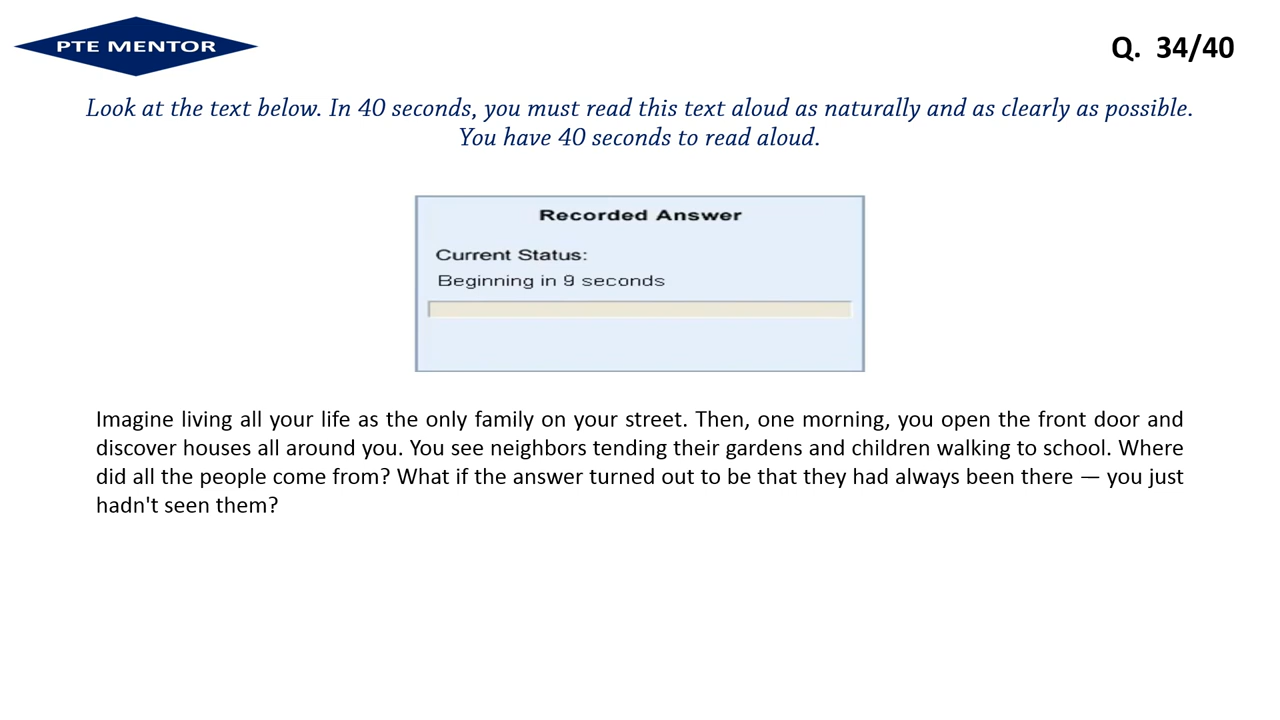 PTE MENTOR
Q. 34/40
Look at the text below. In 40 seconds, you must read this text aloud as naturally and as clearly as possible.
You have 40 seconds to read aloud.
Recorded Answer
Current Status:
Beginning in 9 seconds
Imagine living all your life as the only family on your street. Then, one morning, you open the front door and
discover houses all around you. You see neighbors tending their gardens and children walking to school. Where
did all the people come from? What if the answer turned out to be that they had always been there — you just
hadn't seen them?